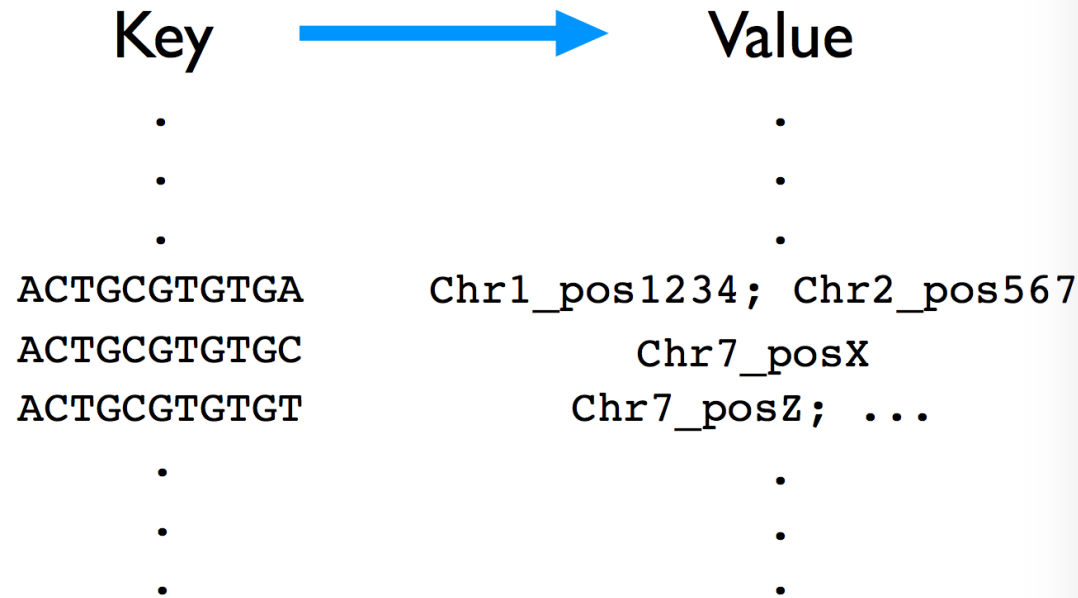 Key Value
.  .
.  .
.  .
ACTGCGTGTGA Chr1_pos1234; Chr2_pos567
ACTGCGTGTGC Chr7_posX
ACTGCGTGTGT Chr7_posZ; ...
.  .
.  .
.  .